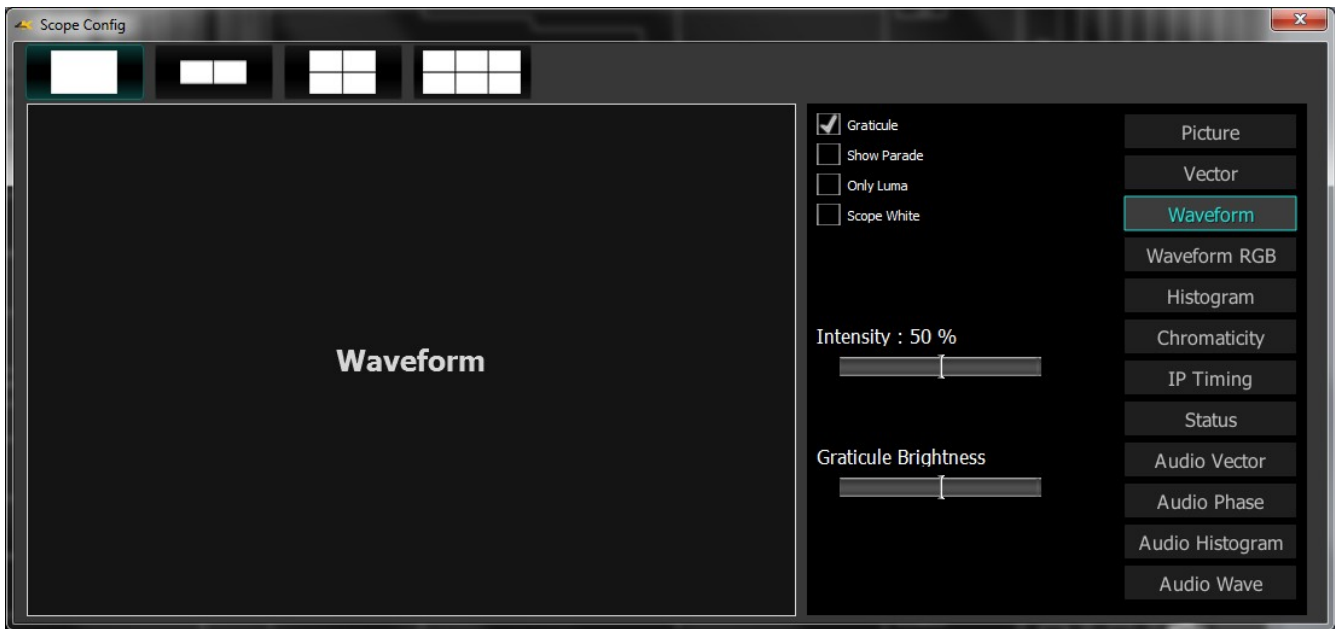 Scope Config
Waveform
Graticule
Show Parade
Only Luma
Scope White
Intensity : 50 %
Graticule Brightness
Picture
Vector
Waveform
Waveform RGB
Histogram
Chromaticity
IP Timing
Status
Audio Vector
Audio Phase
Audio Histogram
Audio Wave